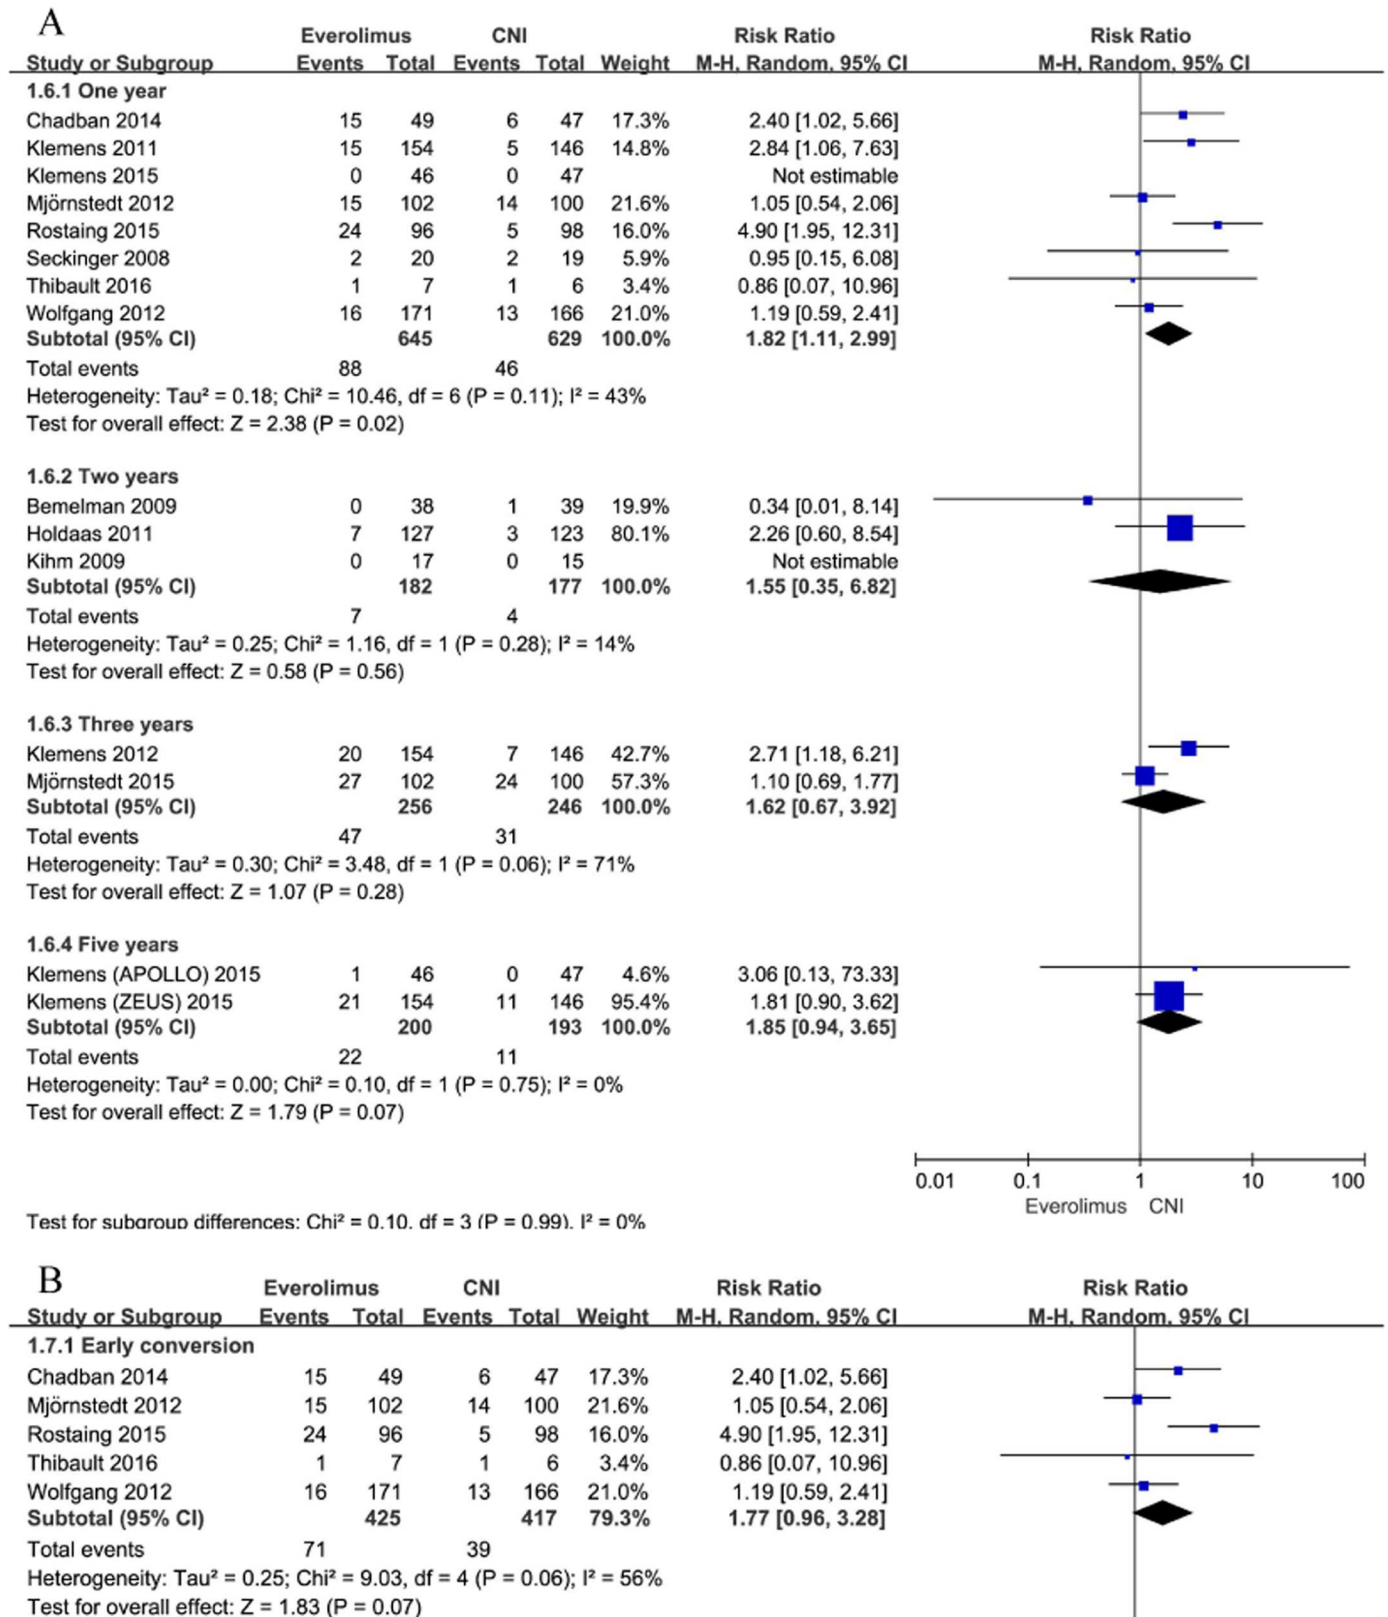 A
Everolimus CNI Risk Ratio Risk Ratio
Study or Subgroup Events Total Events Total Weight M-H, Random, 95% CI M-H, Random, 95% CI
1.6.1 One year
Chadban 2014 15 49 6 47 17.3% 2.40 [1.02, 5.66]
Klemens 2011 15 154 5 146 14.8% 2.84 [1.06, 7.63]
Klemens 2015 0 46 0 47 Not estimable
Mjörnstedt 2012 15 102 14 100 21.6% 1.05 [0.54, 2.06]
Rostaing 2015 24 96 5 98 16.0% 4.90 [1.95, 12.31]
Seckinger 2008 2 20 2 19 5.9% 0.95 [0.15, 6.08]
Thibault 2016 1 7 1 6 3.4% 0.86 [0.07, 10.96]
Wolfgang 2012 16 171 13 166 21.0% 1.19 [0.59, 2.41]
Subtotal (95% CI) 645 629 100.0% 1.82 [1.11, 2.99]
Total events 88 46
Heterogeneity: Tau² = 0.18; Chi² = 10.46, df = 6 (P = 0.11); I² = 43%
Test for overall effect: Z = 2.38 (P = 0.02)
1.6.2 Two years
Bemelman 2009 0 38 1 39 19.9% 0.34 [0.01, 8.14]
Holdaas 2011 7 127 3 123 80.1% 2.26 [0.60, 8.54]
Kihm 2009 0 17 0 15 Not estimable
Subtotal (95% CI) 182 177 100.0% 1.55 [0.35, 6.82]
Total events 7 4
Heterogeneity: Tau² = 0.25; Chi² = 1.16, df = 1 (P = 0.28); I² = 14%
Test for overall effect: Z = 0.58 (P = 0.56)
1.6.3 Three years
Klemens 2012 20 154 7 146 42.7% 2.71 [1.18, 6.21]
Mjörnstedt 2015 27 102 24 100 57.3% 1.10 [0.69, 1.77]
Subtotal (95% CI) 256 246 100.0% 1.62 [0.67, 3.92]
Total events 47 31
Heterogeneity: Tau² = 0.30; Chi² = 3.48, df = 1 (P = 0.06); I² = 71%
Test for overall effect: Z = 1.07 (P = 0.28)
1.6.4 Five years
Klemens (APOLLO) 2015 1 46 0 47 4.6% 3.06 [0.13, 73.33]
Klemens (ZEUS) 2015 21 154 11 146 95.4% 1.81 [0.90, 3.62]
Subtotal (95% CI) 200 193 100.0% 1.85 [0.94, 3.65]
Total events 22 11
Heterogeneity: Tau² = 0.00; Chi² = 0.10, df = 1 (P = 0.75); I² = 0%
Test for overall effect: Z = 1.79 (P = 0.07)
0.01 0.1 1 10 100
Everolimus CNI
Test for subgroup differences: Chi² = 0.10, df = 3 (P = 0.99), I² = 0%
B
Everolimus CNI Risk Ratio Risk Ratio
Study or Subgroup Events Total Events Total Weight M-H, Random, 95% CI M-H, Random, 95% CI
1.7.1 Early conversion
Chadban 2014 15 49 6 47 17.3% 2.40 [1.02, 5.66]
Mjörnstedt 2012 15 102 14 100 21.6% 1.05 [0.54, 2.06]
Rostaing 2015 24 96 5 98 16.0% 4.90 [1.95, 12.31]
Thibault 2016 1 7 1 6 3.4% 0.86 [0.07, 10.96]
Wolfgang 2012 16 171 13 166 21.0% 1.19 [0.59, 2.41]
Subtotal (95% CI) 425 417 79.3% 1.77 [0.96, 3.28]
Total events 71 39
Heterogeneity: Tau² = 0.25; Chi² = 9.03, df = 4 (P = 0.06); I² = 56%
Test for overall effect: Z = 1.83 (P = 0.07)